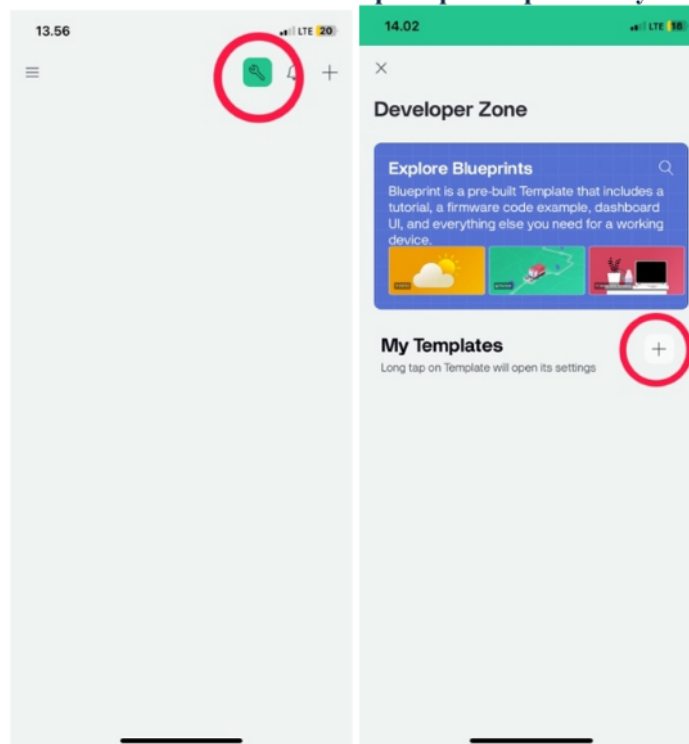 13.56
LTE 20
14.02
LTE 18
Developer Zone
Explore Blueprints
Blueprint is a pre-built Template that includes a
tutorial, a firmware code example, dashboard
UI, and everything else you need for a working
device.
My Templates
Long tap on Template will open its settings